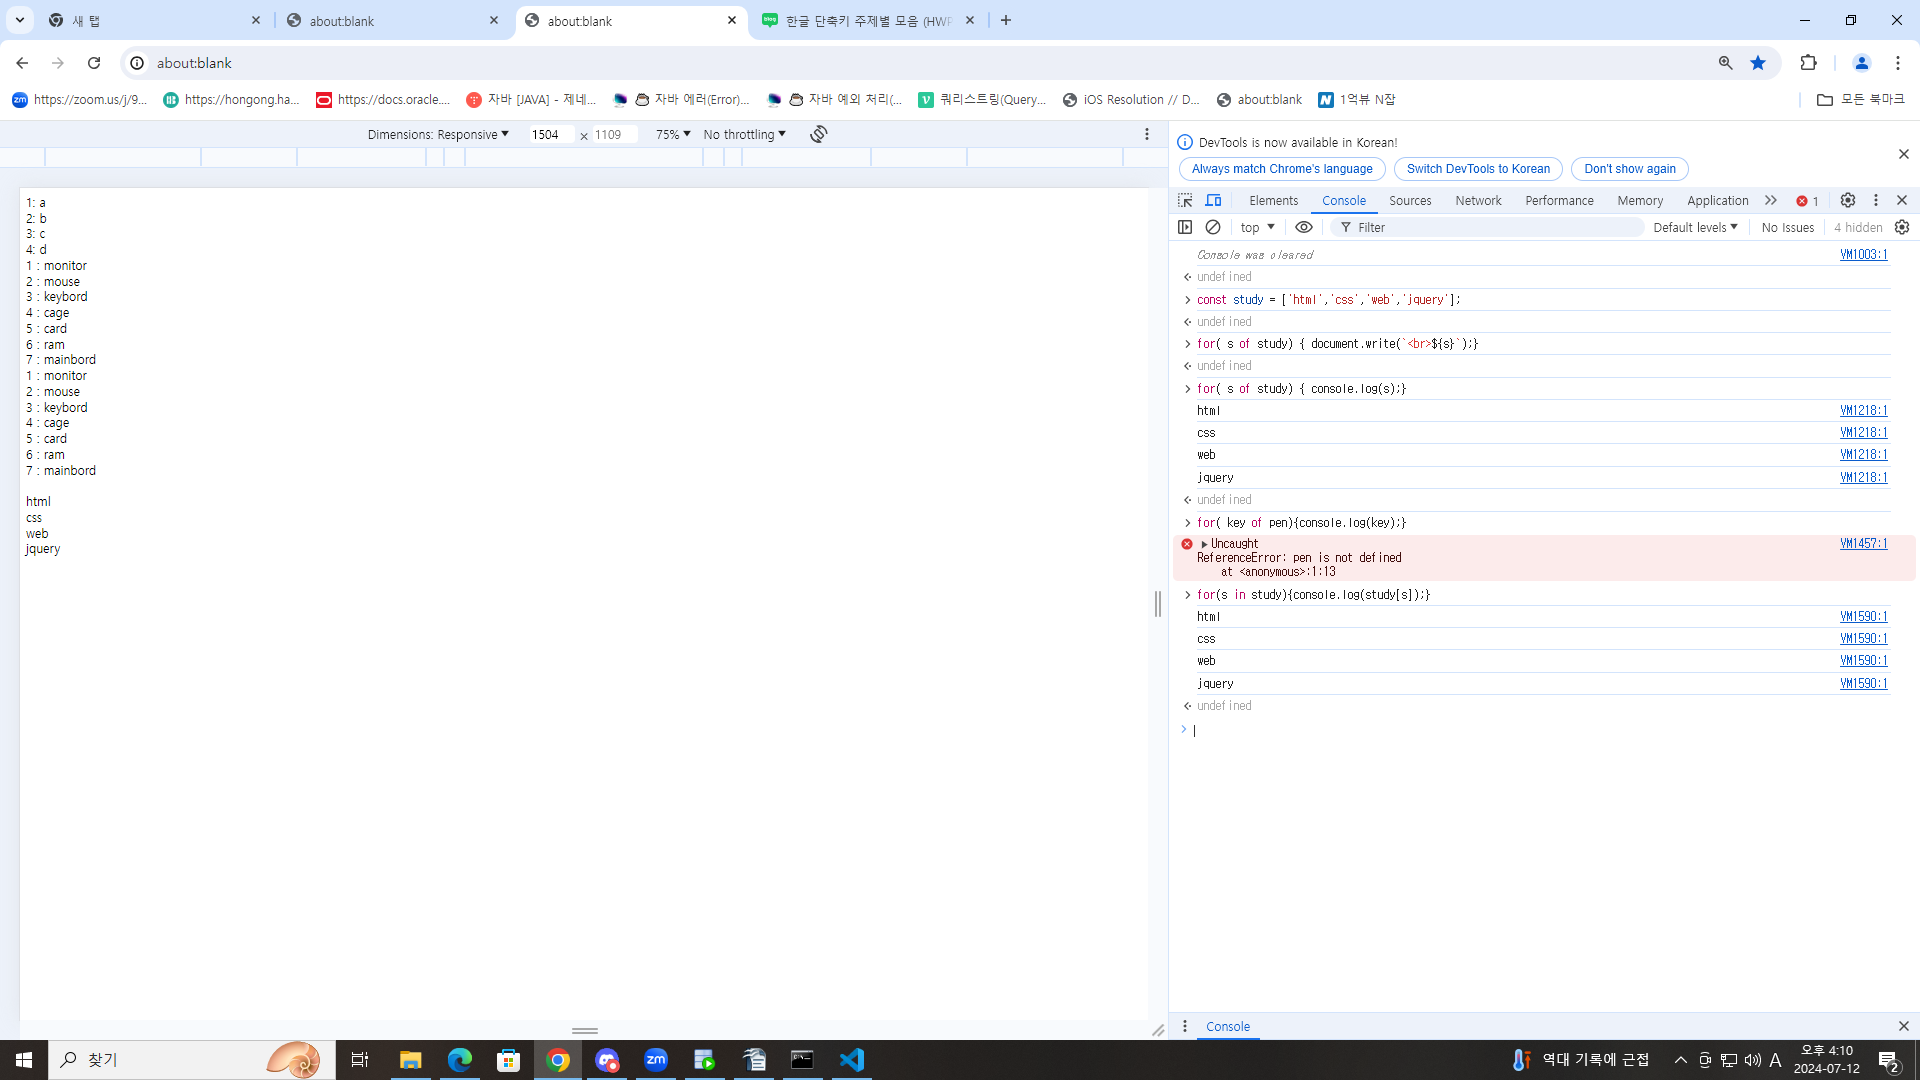 새 탭
about:blank
about:blank
한글 단축키 주제별 모음 (HWP
about:blank
https://zoom.us/j/9...
https://hongong.ha...
https://docs.oracle....
자바 [JAVA] - 제네...
자바 에러(Error)...
자바 예외 처리(...
쿼리스트링(Query...
iOS Resolution // D...
about:blank
1억뷰 N잡
모든 북마크
Dimensions: Responsive
1504 × 1109
75%
No throttling
1: a
2: b
3: c
4: d
1 : monitor
2 : mouse
3 : keybord
4 : cage
5 : card
6 : ram
7 : mainbord
1 : monitor
2 : mouse
3 : keybord
4 : cage
5 : card
6 : ram
7 : mainbord
html
css
web
jquery
DevTools is now available in Korean!
Always match Chrome's language
Switch DevTools to Korean
Don't show again
Elements
Console
Sources
Network
Performance
Memory
Application
1
top
Filter
Default levels
No Issues
4 hidden
Console was cleared VM1003:1
undefined
const study = ['html','css','web','jquery'];
undefined
for( s of study) { document.write(`<br>${s}`);}
undefined
for( s of study) { console.log(s);}
html VM1218:1
css VM1218:1
web VM1218:1
jquery VM1218:1
undefined
for( key of pen){console.log(key);}
Uncaught VM1457:1
ReferenceError: pen is not defined
at <anonymous>:1:13
for(s in study){console.log(study[s]);}
html VM1590:1
css VM1590:1
web VM1590:1
jquery VM1590:1
undefined
Console
찾기
zm
역대 기록에 근접
A
오후 4:10
2024-07-12
2